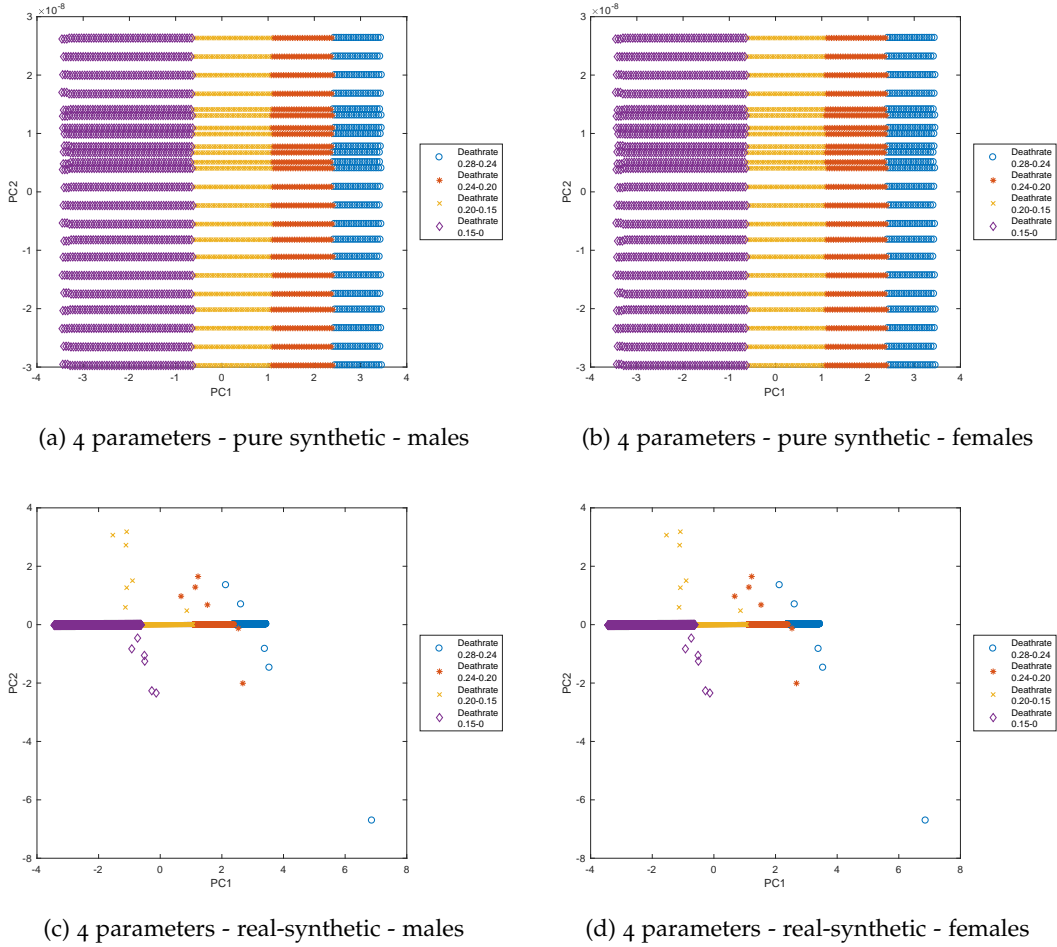 ×10⁻⁸
3
2
1
0
-1
-2
-3
PC2
-4 -3 -2 -1 0 1 2 3 4
PC1
Deathrate
0.28-0.24
Deathrate
0.24-0.20
Deathrate
0.20-0.15
Deathrate
0.15-0
(a) 4 parameters - pure synthetic - males
×10⁻⁸
3
2
1
0
-1
-2
-3
PC2
-4 -3 -2 -1 0 1 2 3 4
PC1
Deathrate
0.28-0.24
Deathrate
0.24-0.20
Deathrate
0.20-0.15
Deathrate
0.15-0
(b) 4 parameters - pure synthetic - females
4
2
0
-2
-4
-6
-8
PC2
-4 -2 0 2 4 6 8
PC1
Deathrate
0.28-0.24
Deathrate
0.24-0.20
Deathrate
0.20-0.15
Deathrate
0.15-0
(c) 4 parameters - real-synthetic - males
4
2
0
-2
-4
-6
-8
PC2
-4 -2 0 2 4 6 8
PC1
Deathrate
0.28-0.24
Deathrate
0.24-0.20
Deathrate
0.20-0.15
Deathrate
0.15-0
(d) 4 parameters - real-synthetic - females